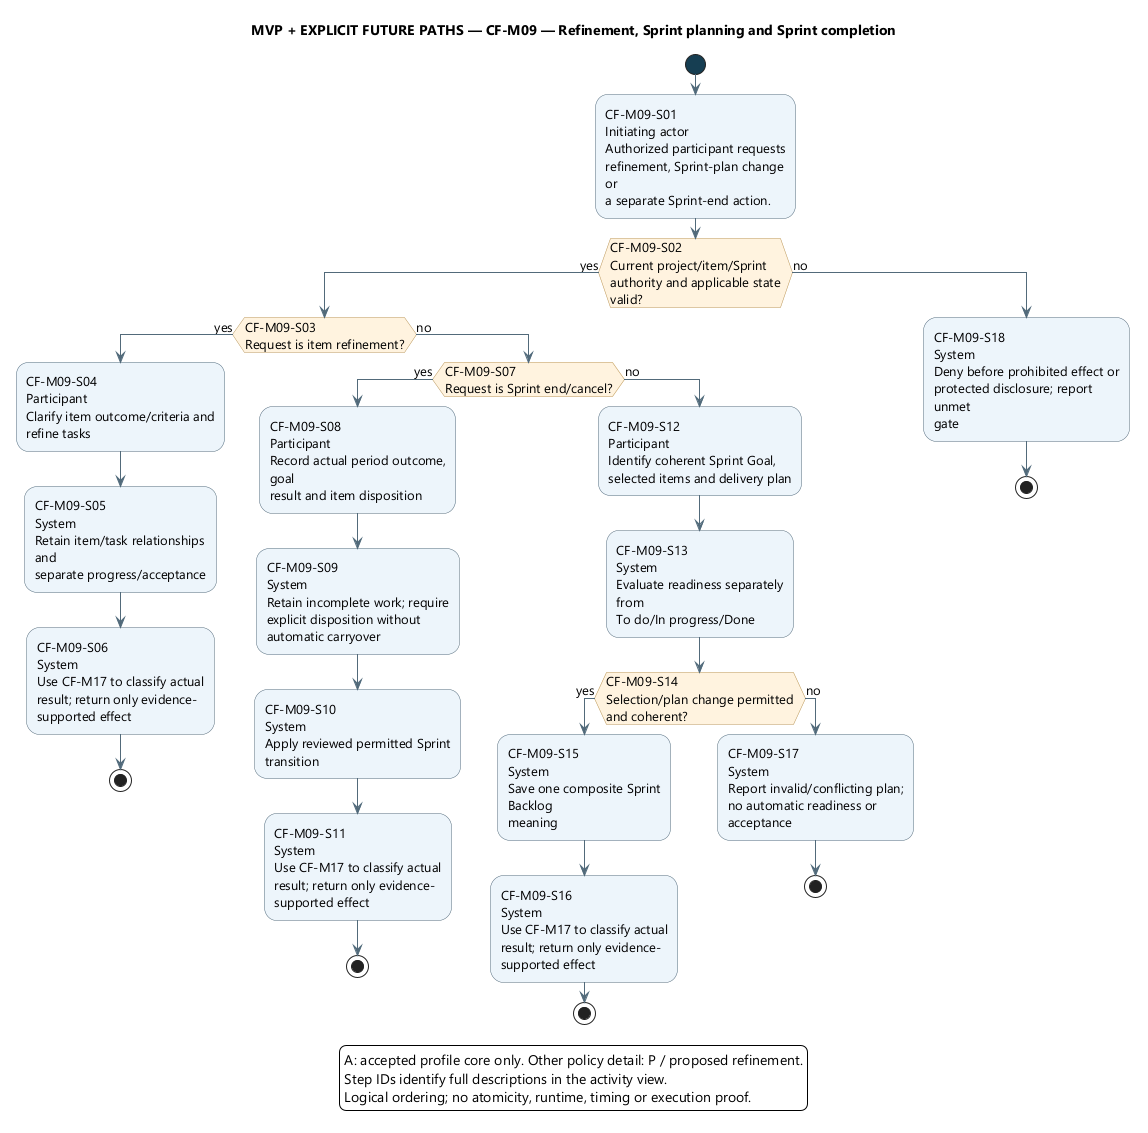 MVP + EXPLICIT FUTURE PATHS — CF-M09 — Refinement, Sprint planning and Sprint completion
CF-M09-S01
Initiating actor
Authorized participant requests
refinement, Sprint-plan change
or
a separate Sprint-end action.
CF-M09-S02
Current project/item/Sprint
authority and applicable state
valid?
yes
no
CF-M09-S03
Request is item refinement?
yes
no
CF-M09-S04
Participant
Clarify item outcome/criteria and
refine tasks
CF-M09-S05
System
Retain item/task relationships
and
separate progress/acceptance
CF-M09-S06
System
Use CF-M17 to classify actual
result; return only evidence-
supported effect
CF-M09-S07
Request is Sprint end/cancel?
yes
no
CF-M09-S08
Participant
Record actual period outcome,
goal
result and item disposition
CF-M09-S09
System
Retain incomplete work; require
explicit disposition without
automatic carryover
CF-M09-S10
System
Apply reviewed permitted Sprint
transition
CF-M09-S11
System
Use CF-M17 to classify actual
result; return only evidence-
supported effect
CF-M09-S12
Participant
Identify coherent Sprint Goal,
selected items and delivery plan
CF-M09-S13
System
Evaluate readiness separately
from
To do/In progress/Done
CF-M09-S14
Selection/plan change permitted
and coherent?
yes
no
CF-M09-S15
System
Save one composite Sprint
Backlog
meaning
CF-M09-S16
System
Use CF-M17 to classify actual
result; return only evidence-
supported effect
CF-M09-S17
System
Report invalid/conflicting plan;
no automatic readiness or
acceptance
CF-M09-S18
System
Deny before prohibited effect or
protected disclosure; report
unmet
gate
A: accepted profile core only. Other policy detail: P / proposed refinement.
Step IDs identify full descriptions in the activity view.
Logical ordering; no atomicity, runtime, timing or execution proof.